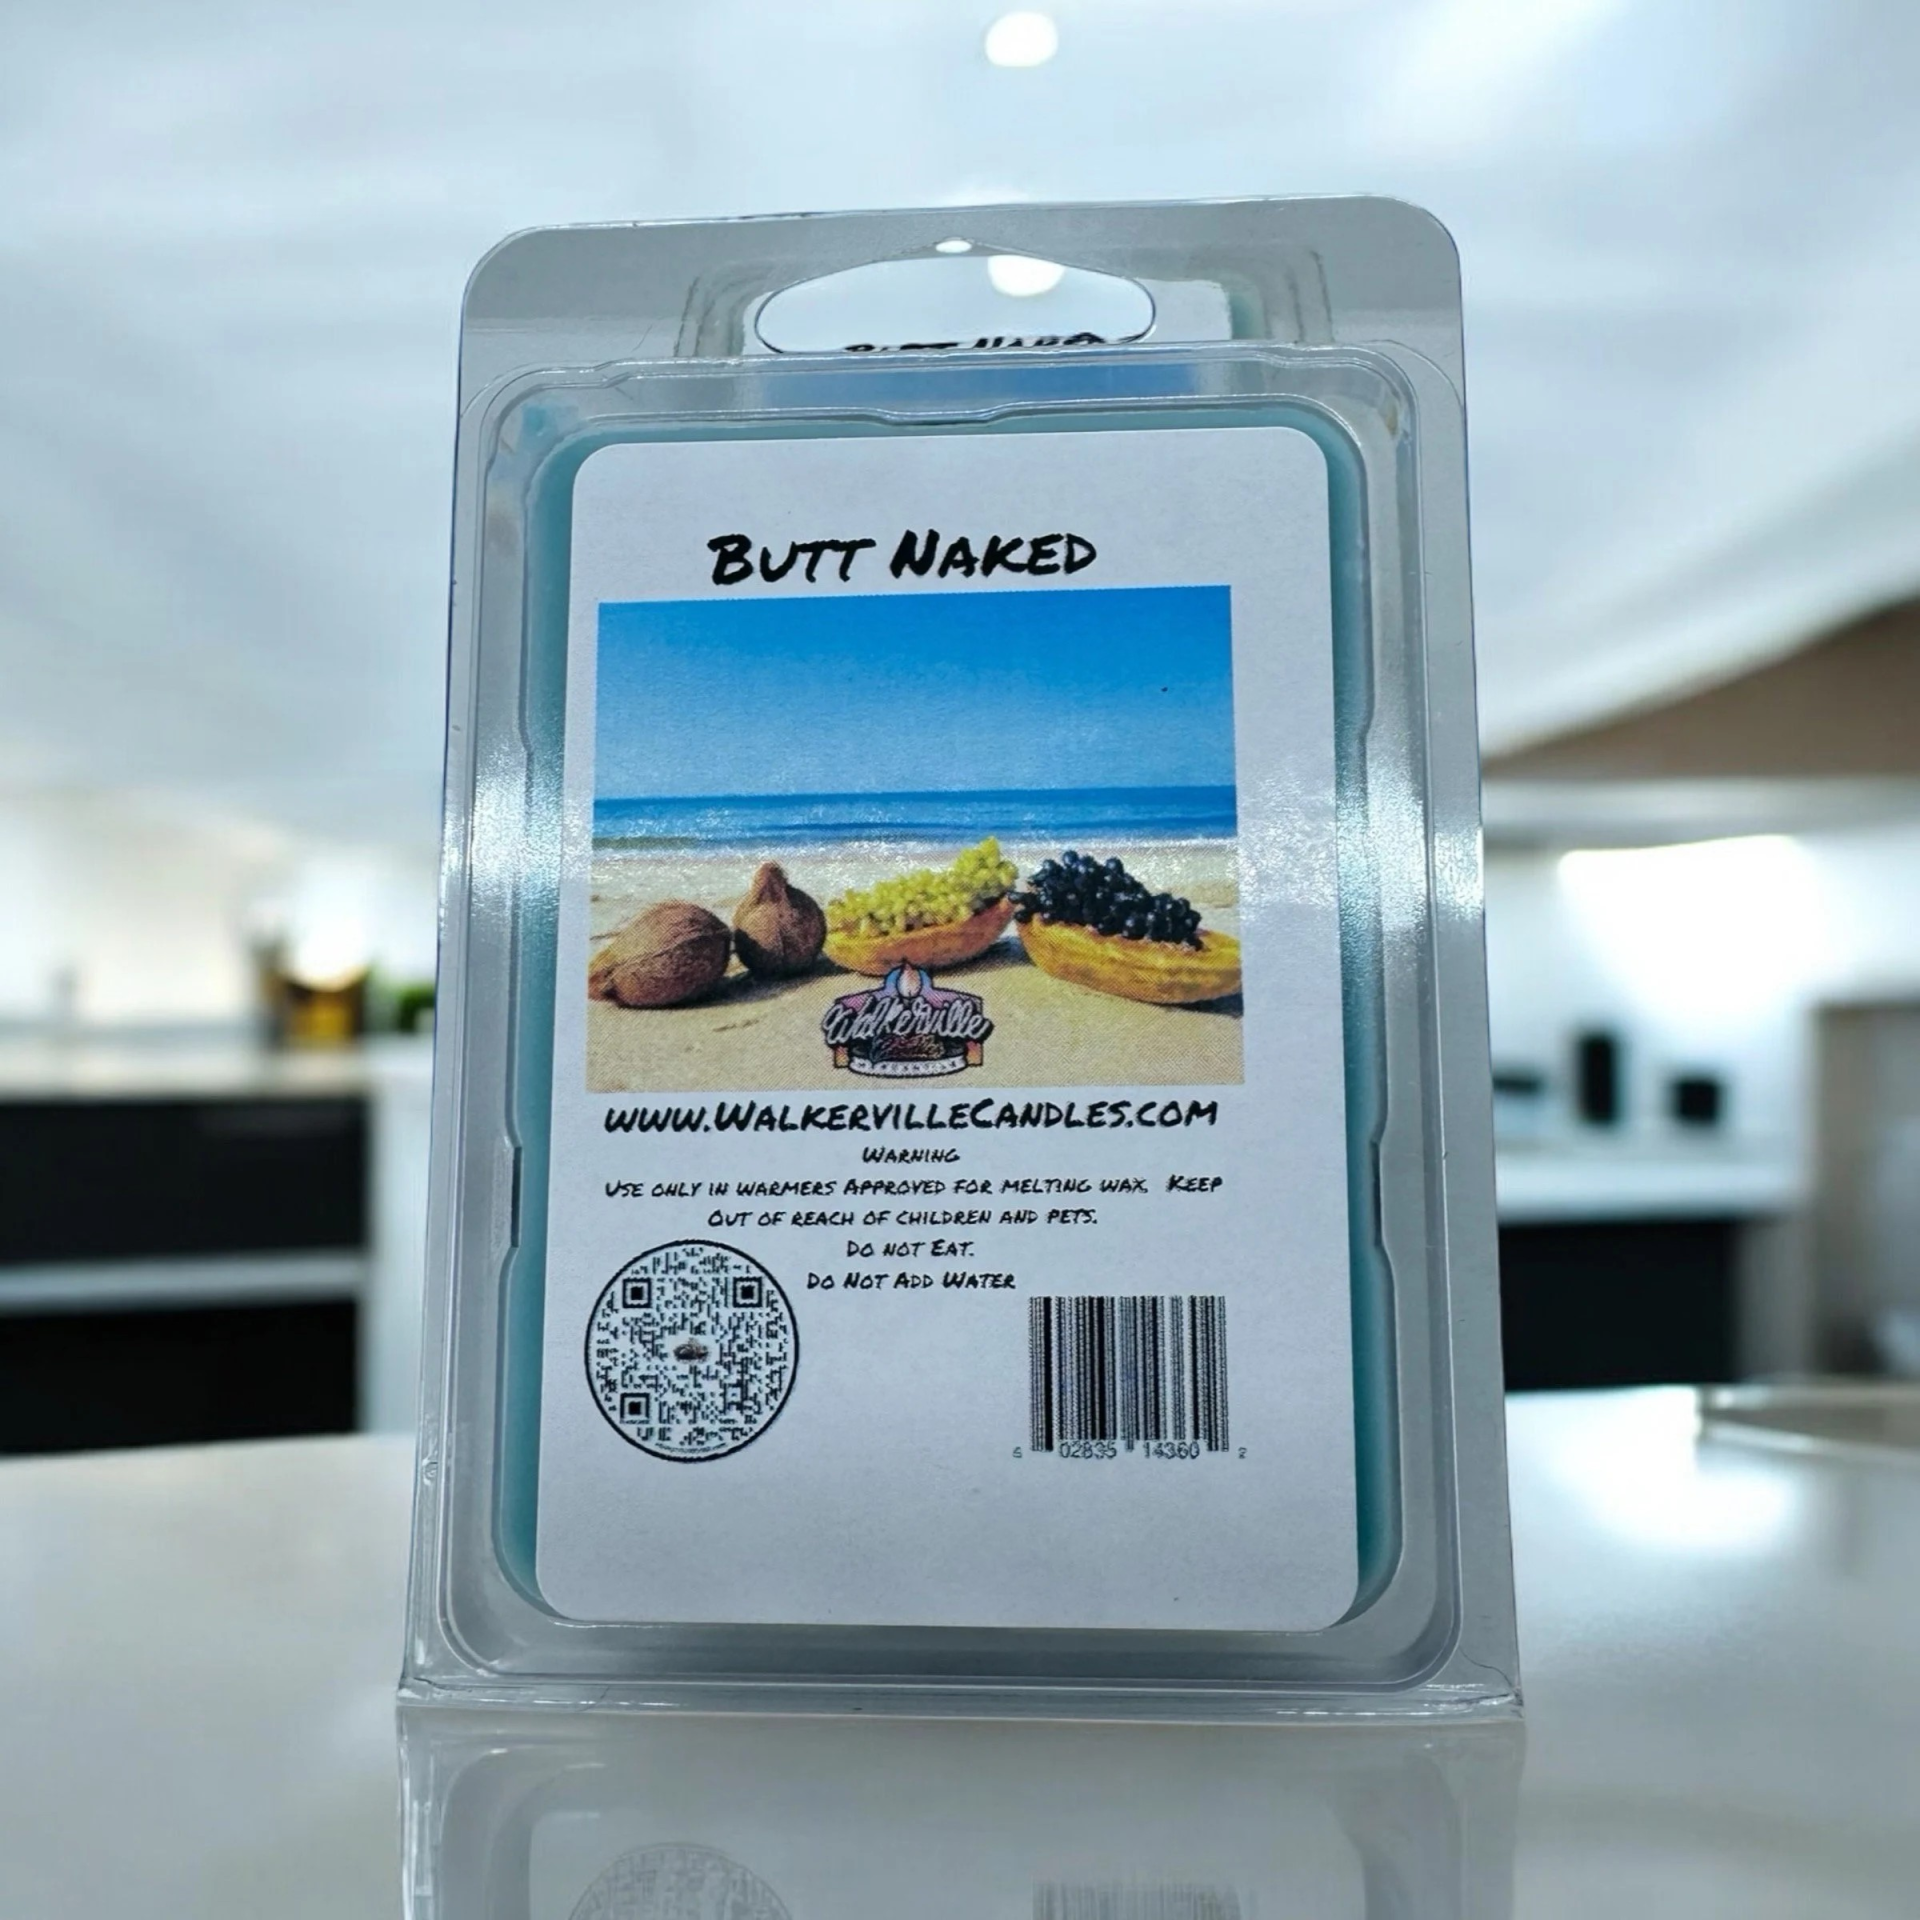 Butt Naked
Walkerville
www.WalkervilleCandles.com
Warning
Use only in warmers Approved for melting wax. Keep
Out of reach of children and pets.
Do not Eat.
Do Not Add Water
02835 14360 2